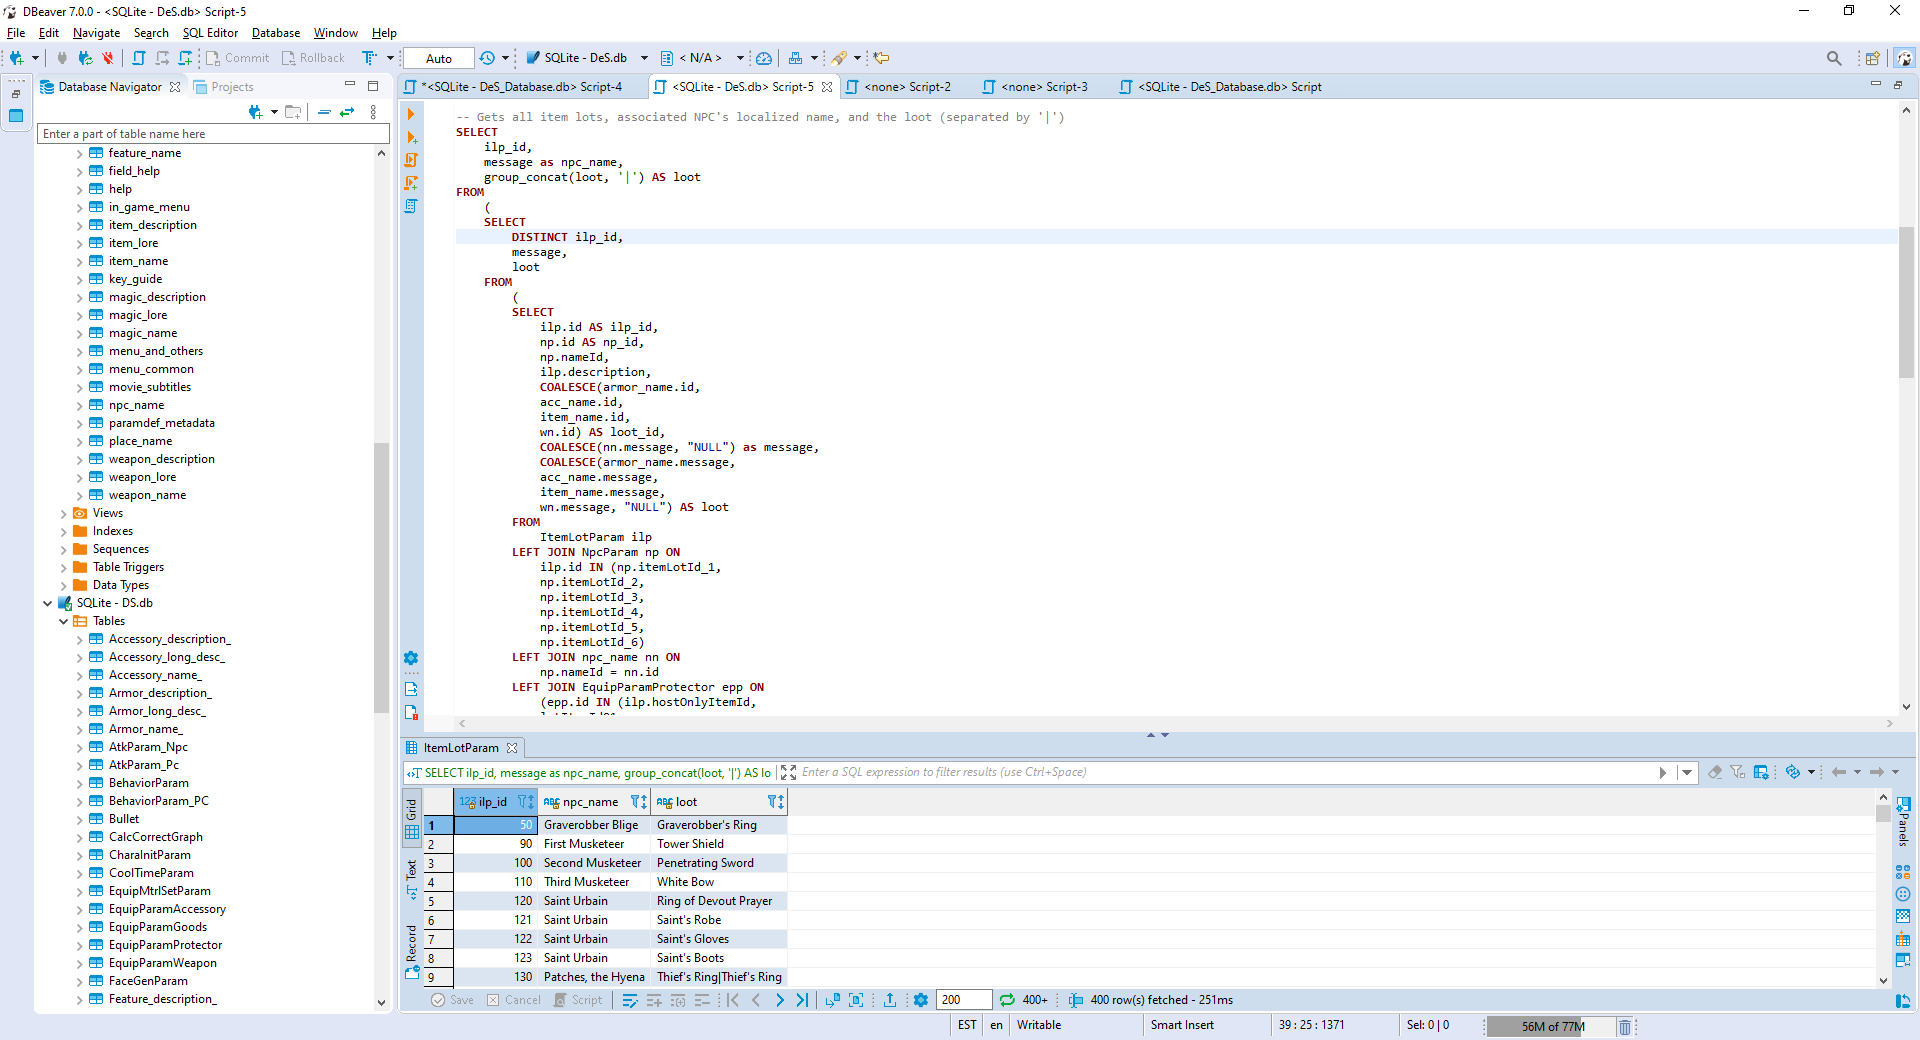 DBeaver 7.0.0 - <SQLite - DeS.db> Script-5
File Edit Navigate Search SQL Editor Database Window Help
Commit Rollback Auto SQLite - DeS.db < N/A >
Database Navigator Projects
*<SQLite - DeS_Database.db> Script-4 <SQLite - DeS.db> Script-5 <none> Script-2 <none> Script-3 <SQLite - DeS_Database.db> Script
Enter a part of table name here
feature_name
field_help
help
in_game_menu
item_description
item_lore
item_name
key_guide
magic_description
magic_lore
magic_name
menu_and_others
menu_common
movie_subtitles
npc_name
paramdef_metadata
place_name
weapon_description
weapon_lore
weapon_name
Views
Indexes
Sequences
Table Triggers
Data Types
SQLite - DS.db
Tables
Accessory_description_
Accessory_long_desc_
Accessory_name_
Armor_description_
Armor_long_desc_
Armor_name_
AtkParam_Npc
AtkParam_Pc
BehaviorParam
BehaviorParam_PC
Bullet
CalcCorrectGraph
CharaInitParam
CoolTimeParam
EquipMtrlSetParam
EquipParamAccessory
EquipParamGoods
EquipParamProtector
EquipParamWeapon
FaceGenParam
Feature_description_
-- Gets all item lots, associated NPC's localized name, and the loot (separated by '|')
SELECT
ilp_id,
message as npc_name,
group_concat(loot, '|') AS loot
FROM
(
SELECT
DISTINCT ilp_id,
message,
loot
FROM
(
SELECT
ilp.id AS ilp_id,
np.id AS np_id,
np.nameId,
ilp.description,
COALESCE(armor_name.id,
acc_name.id,
item_name.id,
wn.id) AS loot_id,
COALESCE(nn.message, "NULL") as message,
COALESCE(armor_name.message,
acc_name.message,
item_name.message,
wn.message, "NULL") AS loot
FROM
ItemLotParam ilp
LEFT JOIN NpcParam np ON
ilp.id IN (np.itemLotId_1,
np.itemLotId_2,
np.itemLotId_3,
np.itemLotId_4,
np.itemLotId_5,
np.itemLotId_6)
LEFT JOIN npc_name nn ON
np.nameId = nn.id
LEFT JOIN EquipParamProtector epp ON
(epp.id IN (ilp.hostOnlyItemId,
ItemLotParam
SELECT ilp_id, message as npc_name, group_concat(loot, '|') AS lo Enter a SQL expression to filter results (use Ctrl+Space)
Grid
Text
Record
Panels
123 ilp_id ABC npc_name ABC loot
1 50 Graverobber Blige Graverobber's Ring
2 90 First Musketeer Tower Shield
3 100 Second Musketeer Penetrating Sword
4 110 Third Musketeer White Bow
5 120 Saint Urbain Ring of Devout Prayer
6 121 Saint Urbain Saint's Robe
7 122 Saint Urbain Saint's Gloves
8 123 Saint Urbain Saint's Boots
9 130 Patches, the Hyena Thief's Ring|Thief's Ring
Save Cancel Script 200 400+ 400 row(s) fetched - 251ms
EST en Writable Smart Insert 39 : 25 : 1371 Sel: 0 | 0 56M of 77M